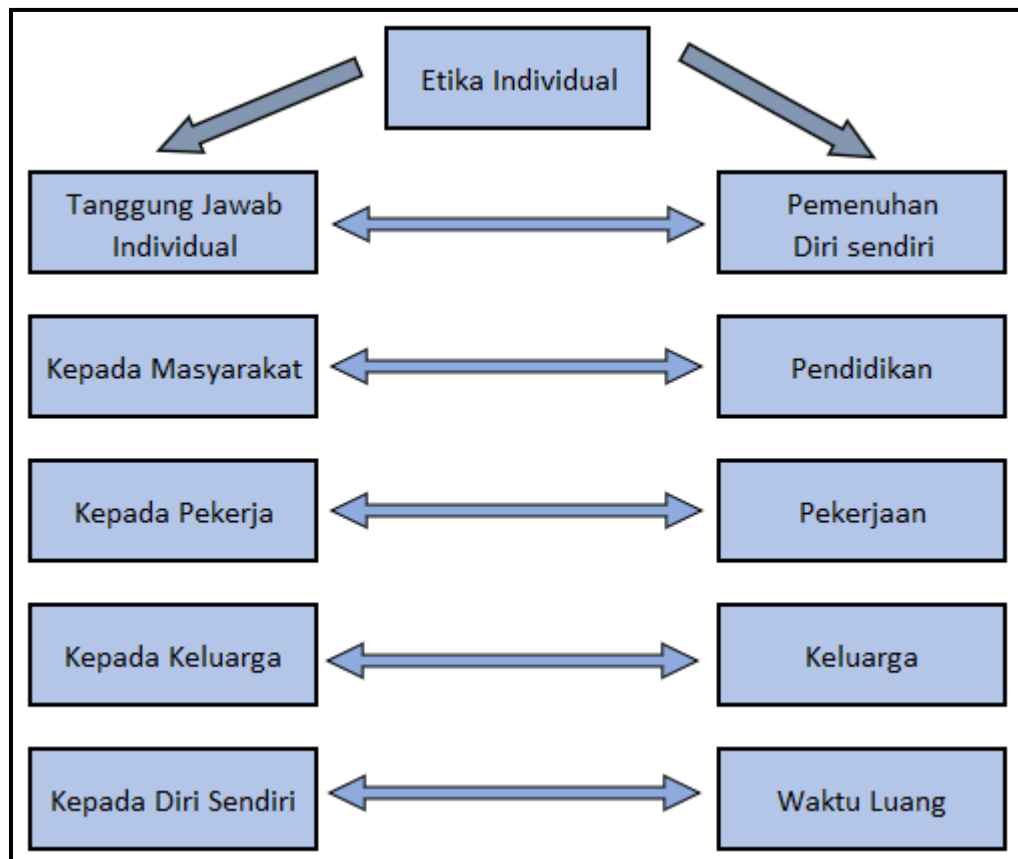 Etika Individual
Tanggung Jawab
Individual
Pemenuhan
Diri sendiri
Kepada Masyarakat
Pendidikan
Kepada Pekerja
Pekerjaan
Kepada Keluarga
Keluarga
Kepada Diri Sendiri
Waktu Luang